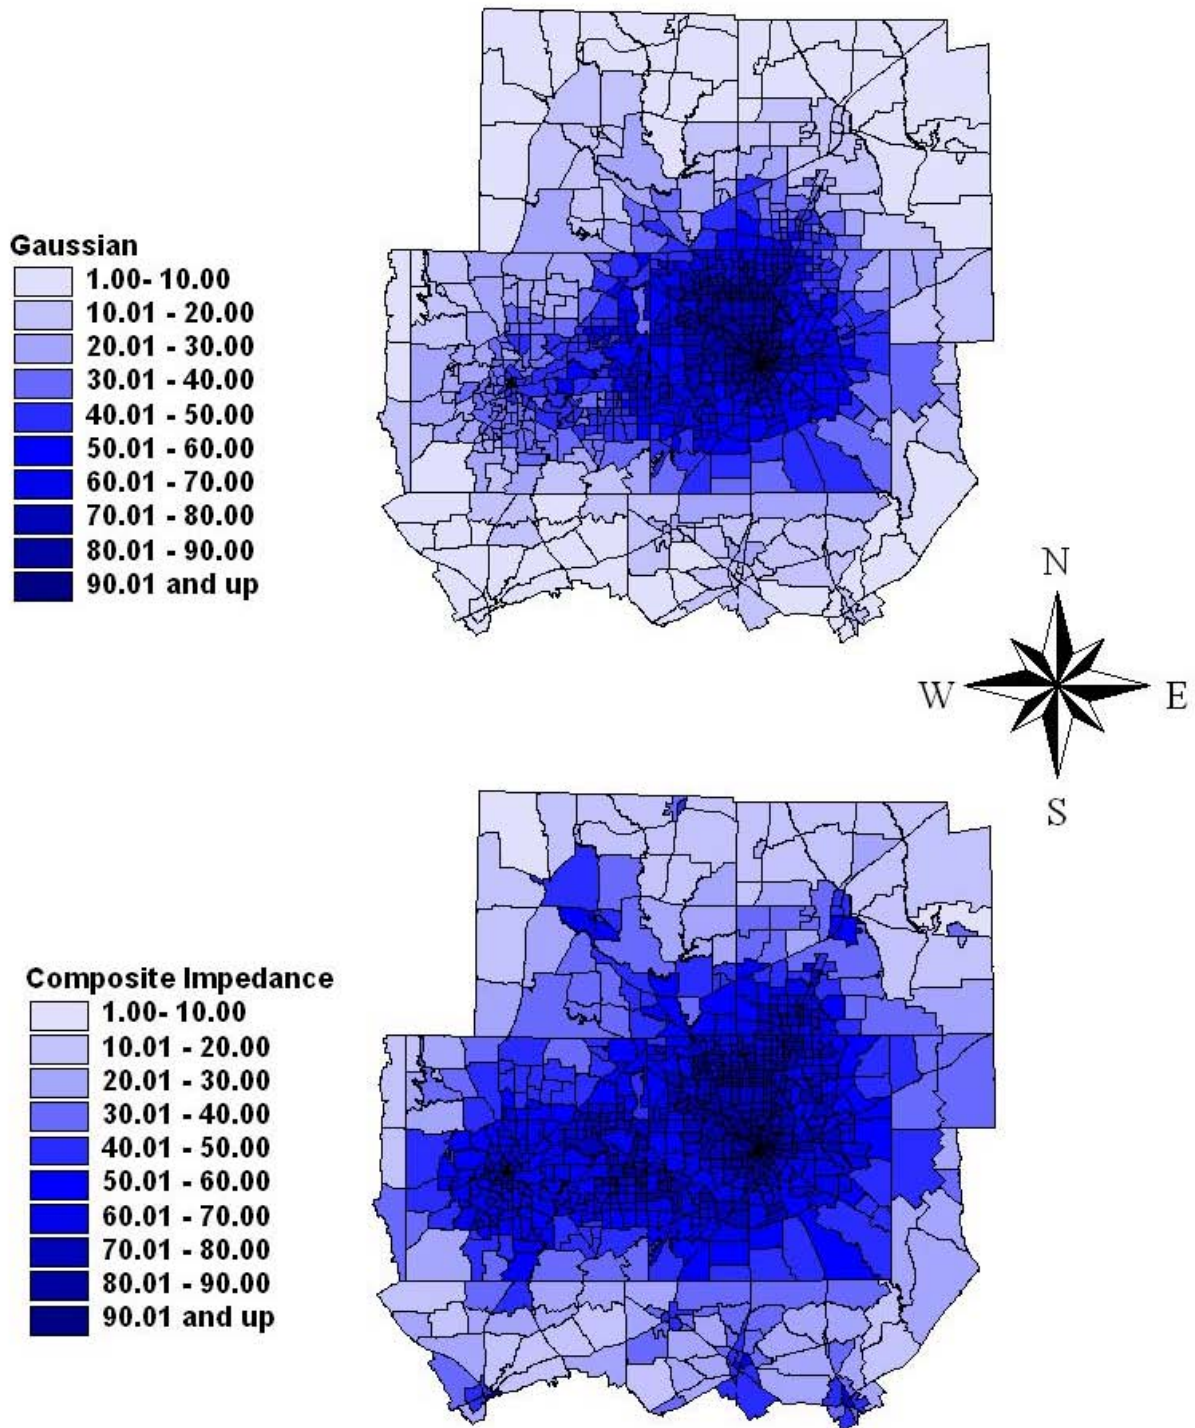 Gaussian
1.00- 10.00
10.01 - 20.00
20.01 - 30.00
30.01 - 40.00
40.01 - 50.00
50.01 - 60.00
60.01 - 70.00
70.01 - 80.00
80.01 - 90.00
90.01 and up
N
W
E
S
Composite Impedance
1.00- 10.00
10.01 - 20.00
20.01 - 30.00
30.01 - 40.00
40.01 - 50.00
50.01 - 60.00
60.01 - 70.00
70.01 - 80.00
80.01 - 90.00
90.01 and up